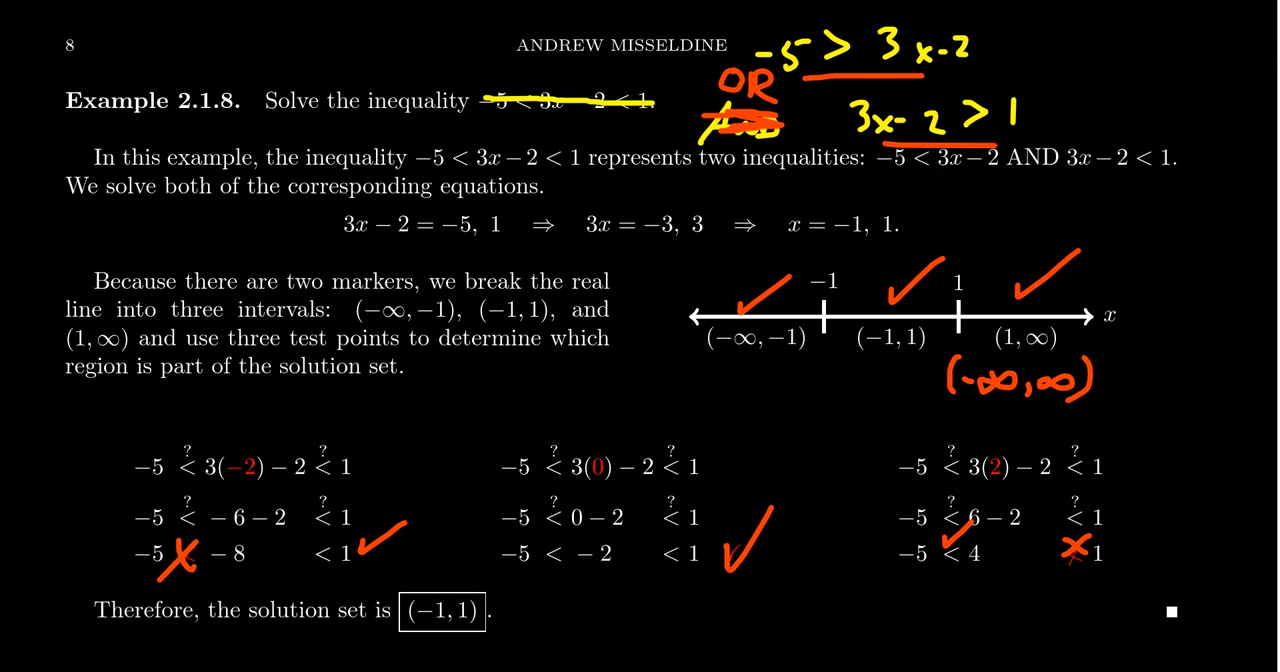 8
ANDREW MISSELDINE
-5 > 3x-2
OR
Example 2.1.8. Solve the inequality −5 < 3x − 2 < 1.
AND
3x-2 > 1
In this example, the inequality −5 < 3x − 2 < 1 represents two inequalities: −5 < 3x − 2 AND 3x − 2 < 1.
We solve both of the corresponding equations.
3x − 2 = −5, 1 ⇒ 3x = −3, 3 ⇒ x = −1, 1.
Because there are two markers, we break the real
line into three intervals: (−∞, −1), (−1, 1), and
(1, ∞) and use three test points to determine which
region is part of the solution set.
−1 1
x
(−∞, −1) (−1, 1) (1, ∞)
(-∞, ∞)
−5 <? 3(−2) − 2 <? 1
−5 <? − 6 − 2 <? 1
−5 − 8 < 1
−5 <? 3(0) − 2 <? 1
−5 <? 0 − 2 <? 1
−5 < − 2 < 1
−5 <? 3(2) − 2 <? 1
−5 <? 6 − 2 <? 1
−5 < 4 1
Therefore, the solution set is (−1, 1).